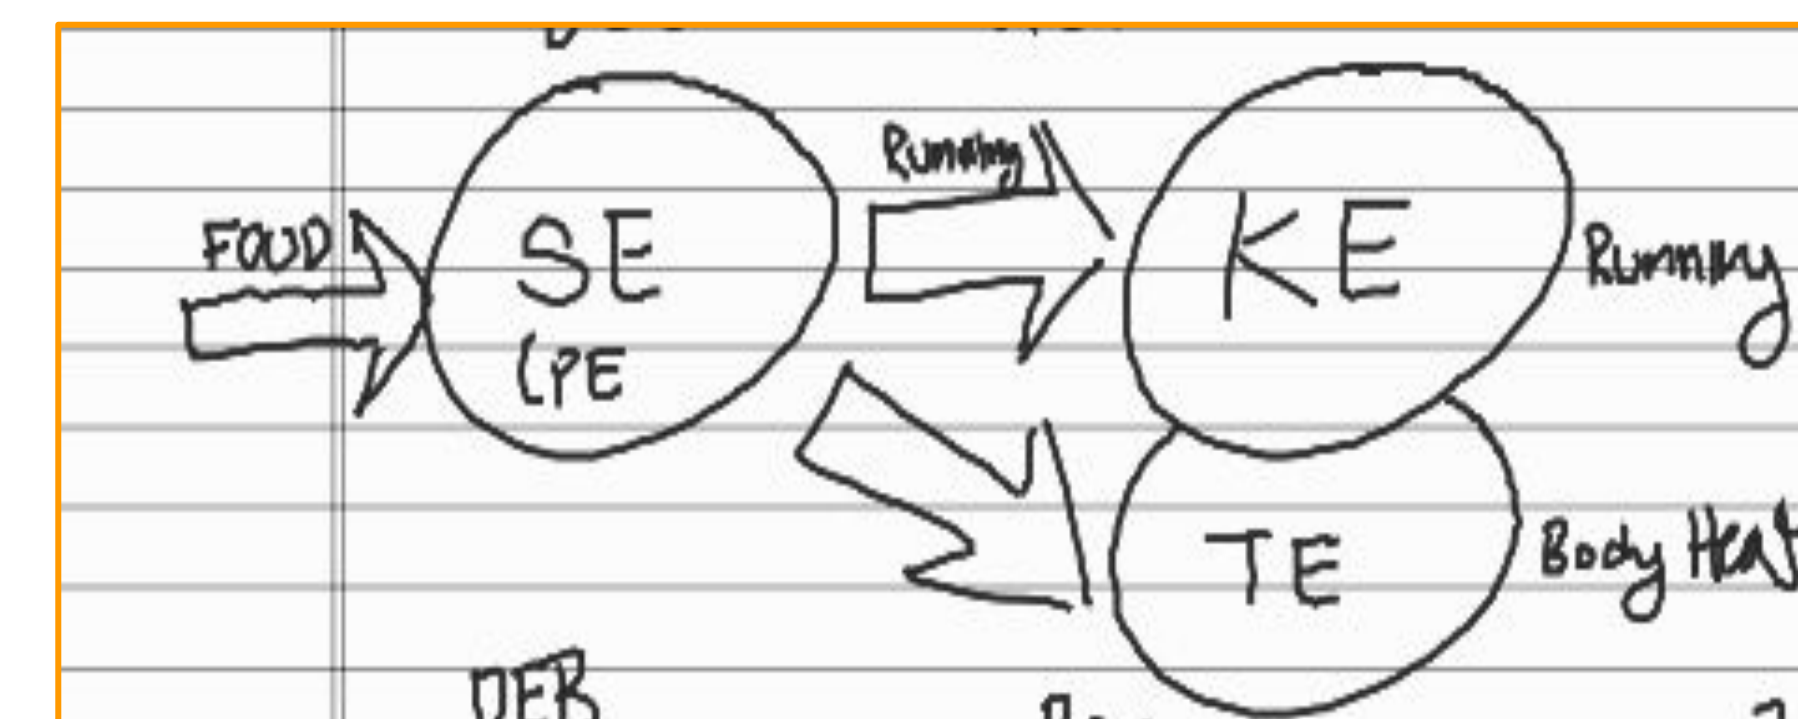 Running
FOOD
SE
KE
Running
(PE
TE
Body Heat
DEB